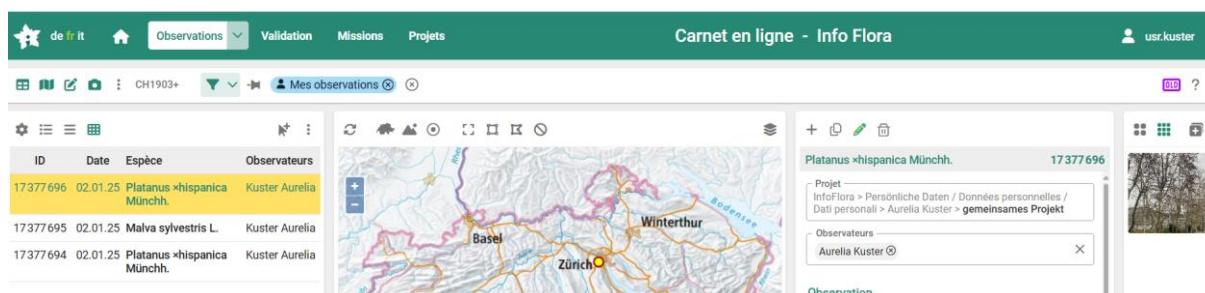 de fr it Observations Validation Missions Projets Carnet en ligne - Info Flora usr.kuster
CH1903+ Mes observations OLD ?
ID Date Espèce Observateurs
17377696 02.01.25 Platanus ×hispanica Münchh. Kuster Aurelia
17377695 02.01.25 Malva sylvestris L. Kuster Aurelia
17377694 02.01.25 Platanus ×hispanica Münchh. Kuster Aurelia
+
−
Basel
Winterthur
Zürich
Bodensee
Platanus ×hispanica Münchh. 17377696
Projet
InfoFlora > Persönliche Daten / Données personnelles /
Dati personali > Aurelia Kuster > gemeinsames Projekt
Observateurs
Aurelia Kuster
Observation